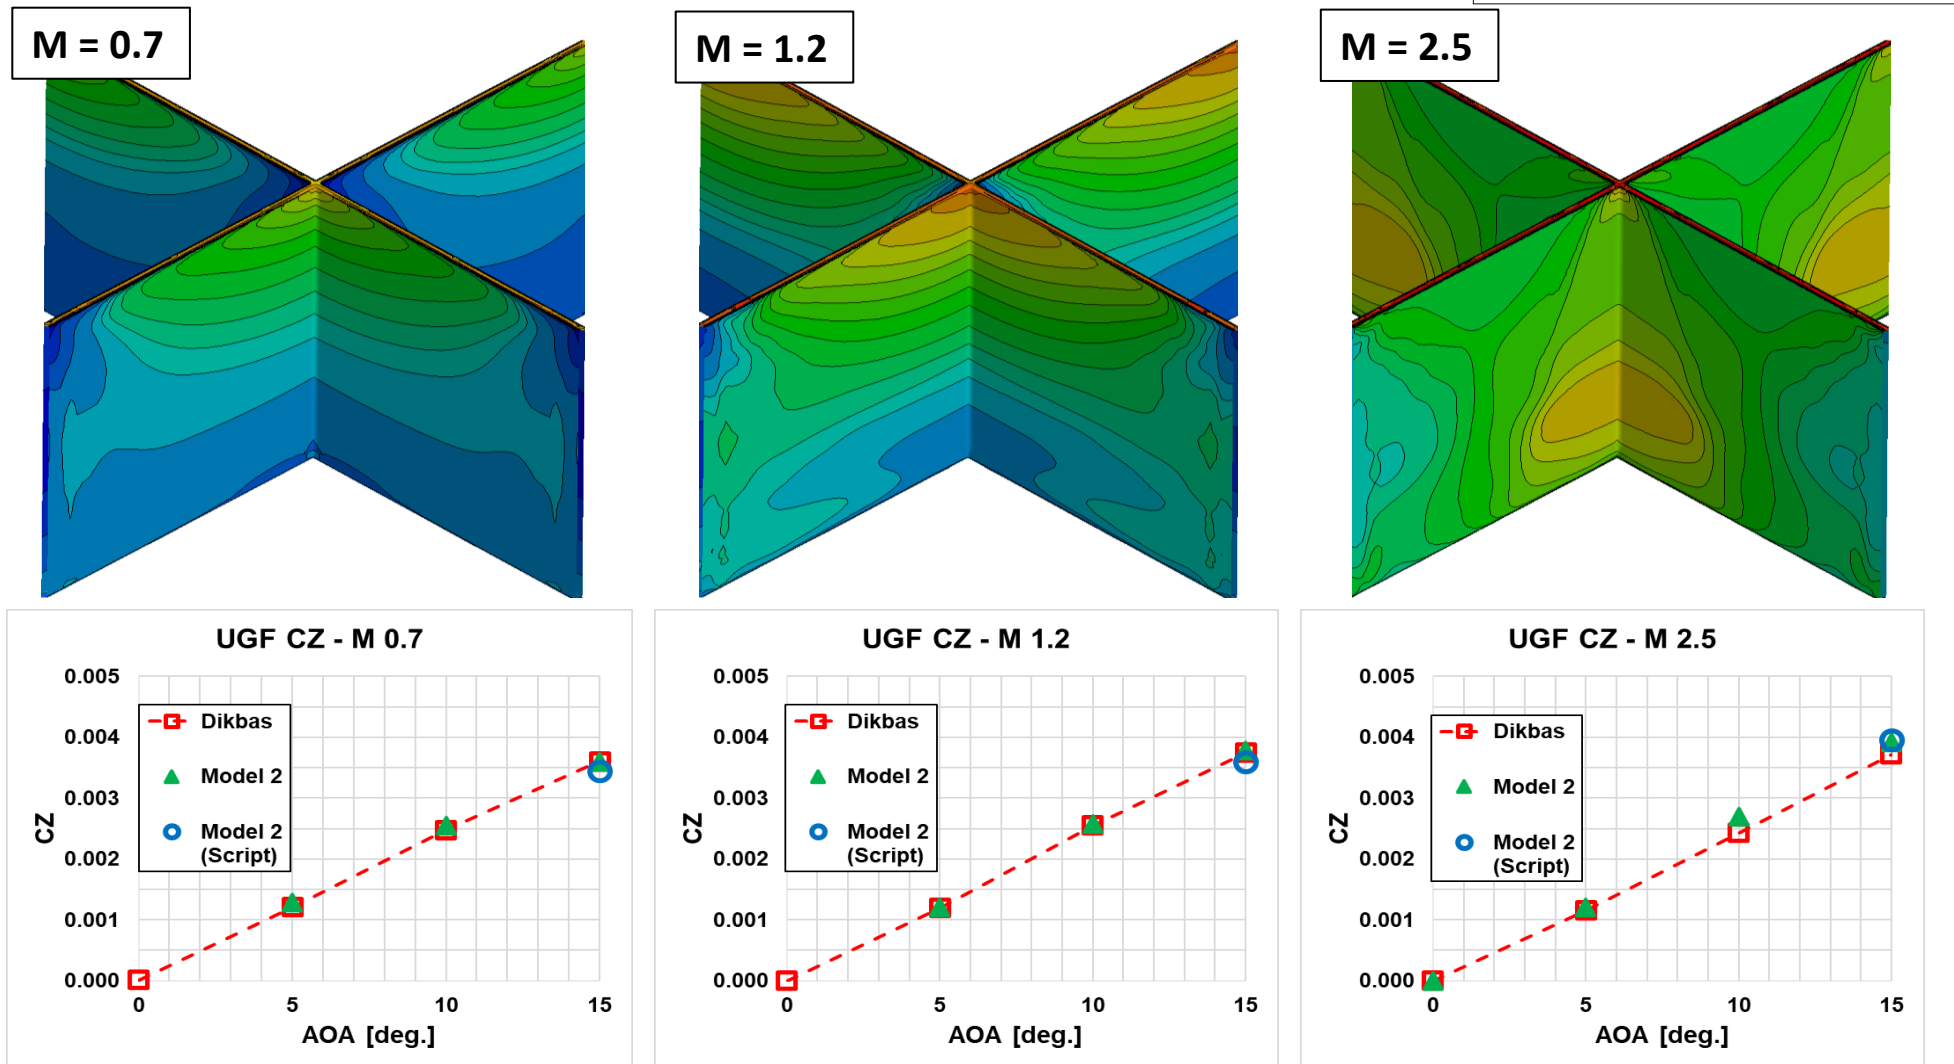 M = 0.7
M = 1.2
M = 2.5
UGF CZ - M 0.7
0.005
0.004
0.003
0.002
0.001
0.000
CZ
Dikbas
Model 2
Model 2
(Script)
0 5 10 15
AOA [deg.]
UGF CZ - M 1.2
0.005
0.004
0.003
0.002
0.001
0.000
CZ
Dikbas
Model 2
Model 2
(Script)
0 5 10 15
AOA [deg.]
UGF CZ - M 2.5
0.005
0.004
0.003
0.002
0.001
0.000
CZ
Dikbas
Model 2
Model 2
(Script)
0 5 10 15
AOA [deg.]